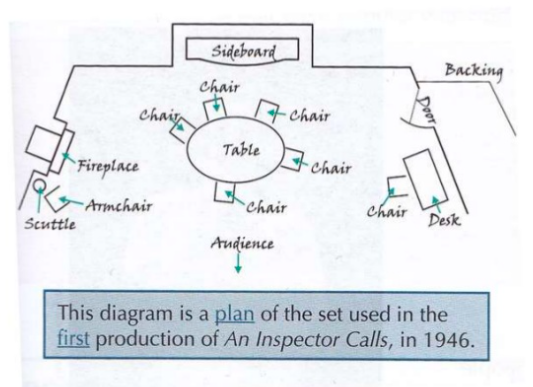 Sideboard
Backing
Chair
Chair
Chair
Door
Table
Fireplace
Chair
Armchair
Chair
Chair
Desk
Scuttle
Audience
This diagram is a plan of the set used in the
first production of An Inspector Calls, in 1946.